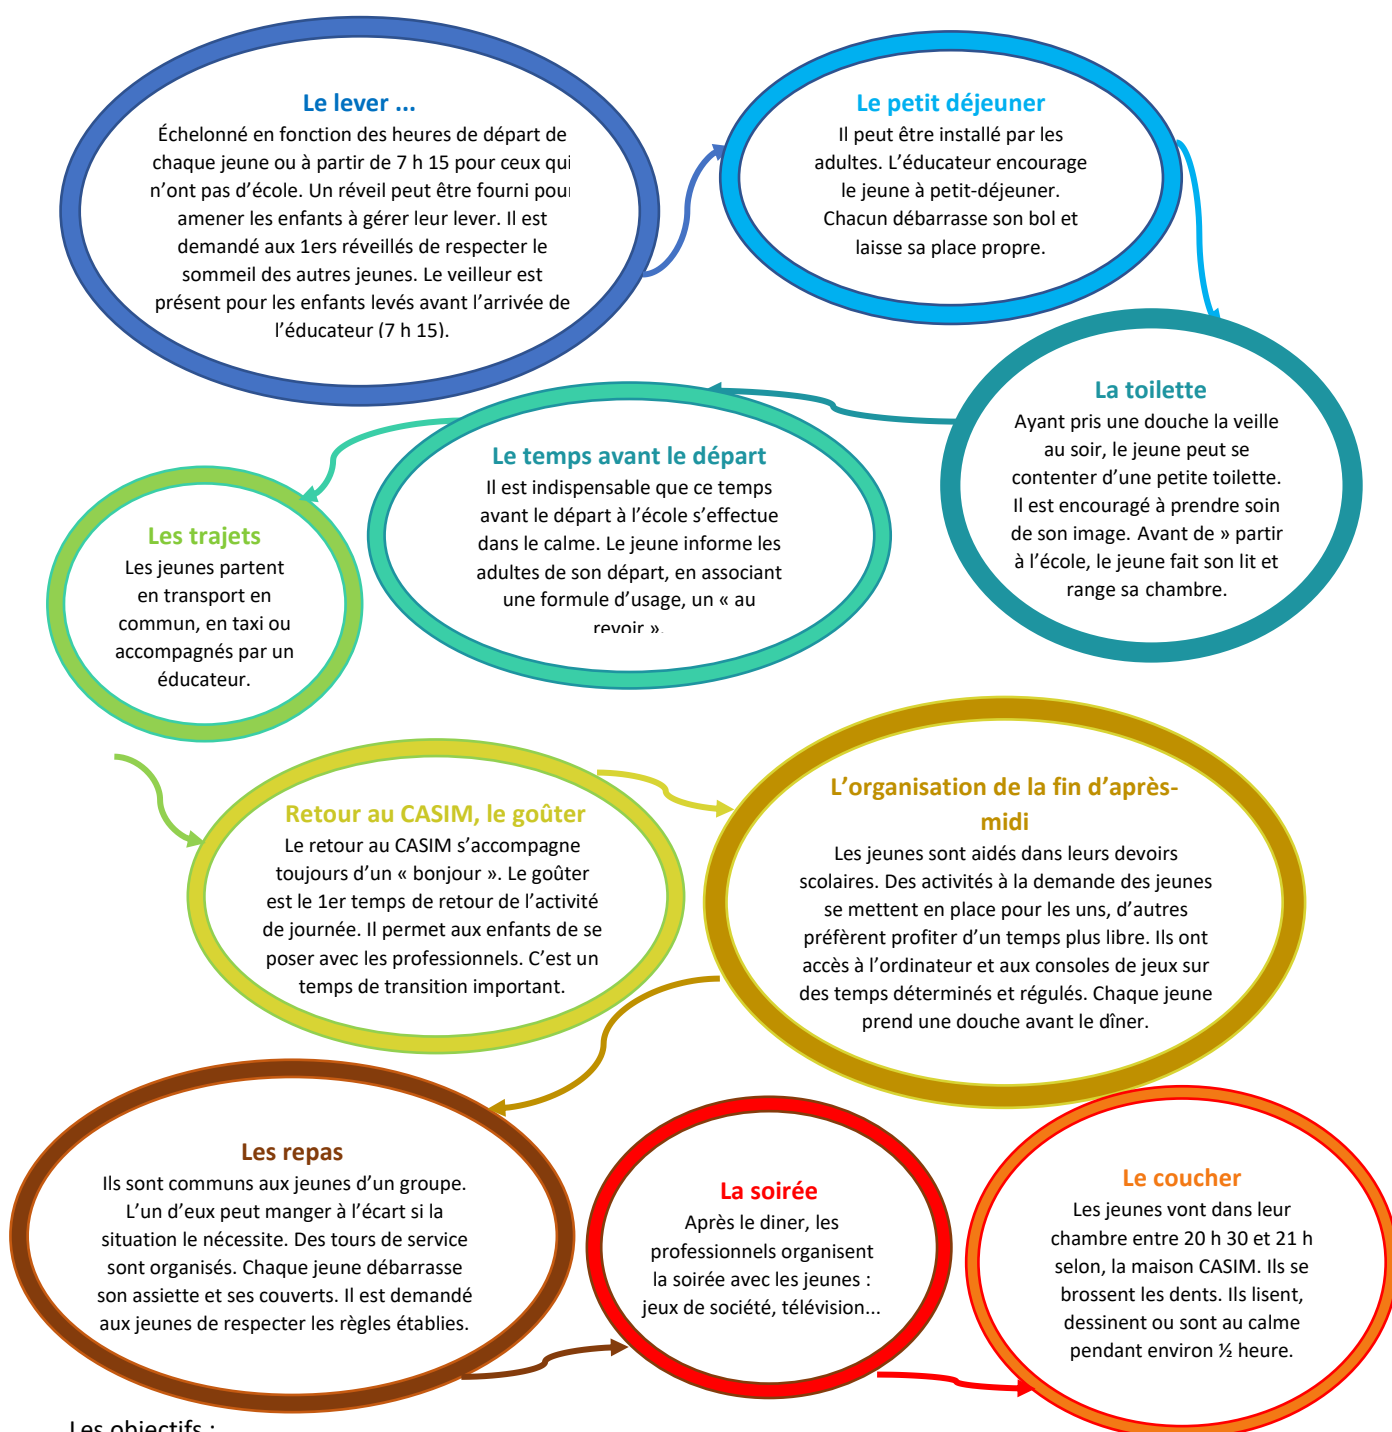 Le lever ...
Échelonné en fonction des heures de départ de
chaque jeune ou à partir de 7 h 15 pour ceux qui
n’ont pas d’école. Un réveil peut être fourni pour
amener les enfants à gérer leur lever. Il est
demandé aux 1ers réveillés de respecter le
sommeil des autres jeunes. Le veilleur est
présent pour les enfants levés avant l’arrivée de
l’éducateur (7 h 15).
Le petit déjeuner
Il peut être installé par les
adultes. L’éducateur encourage
le jeune à petit-déjeuner.
Chacun débarrasse son bol et
laisse sa place propre.
La toilette
Ayant pris une douche la veille
au soir, le jeune peut se
contenter d’une petite toilette.
Il est encouragé à prendre soin
de son image. Avant de » partir
à l’école, le jeune fait son lit et
range sa chambre.
Le temps avant le départ
Il est indispensable que ce temps
avant le départ à l’école s’effectue
dans le calme. Le jeune informe les
adultes de son départ, en associant
une formule d’usage, un « au
revoir ».
Les trajets
Les jeunes partent
en transport en
commun, en taxi ou
accompagnés par un
éducateur.
Retour au CASIM, le goûter
Le retour au CASIM s’accompagne
toujours d’un « bonjour ». Le goûter
est le 1er temps de retour de l’activité
de journée. Il permet aux enfants de se
poser avec les professionnels. C’est un
temps de transition important.
L’organisation de la fin d’après-
midi
Les jeunes sont aidés dans leurs devoirs
scolaires. Des activités à la demande des jeunes
se mettent en place pour les uns, d’autres
préfèrent profiter d’un temps plus libre. Ils ont
accès à l’ordinateur et aux consoles de jeux sur
des temps déterminés et régulés. Chaque jeune
prend une douche avant le dîner.
Les repas
Ils sont communs aux jeunes d’un groupe.
L’un d’eux peut manger à l’écart si la
situation le nécessite. Des tours de service
sont organisés. Chaque jeune débarrasse
son assiette et ses couverts. Il est demandé
aux jeunes de respecter les règles établies.
La soirée
Après le diner, les
professionnels organisent
la soirée avec les jeunes :
jeux de société, télévision...
Le coucher
Les jeunes vont dans leur
chambre entre 20 h 30 et 21 h
selon, la maison CASIM. Ils se
brossent les dents. Ils lisent,
dessinent ou sont au calme
pendant environ ½ heure.
Les objectifs :